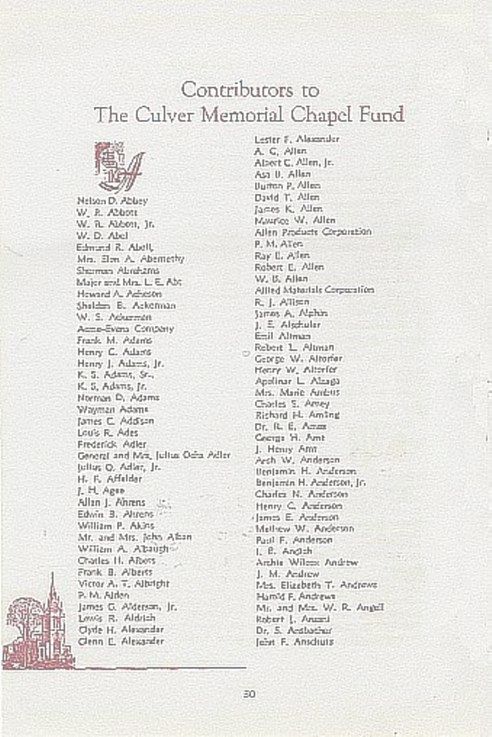 Contributors to
The Culver Memorial Chapel Fund
A
Nelson D. Abbey
W. R. Abbott
W. R. Abbott, Jr.
W. D. Abel
Edmund R. Abell,
Mrs. Elon A. Abernethy
Sherman Abrahams
Major and Mrs. L. E. Abt
Howard A. Acheson
Sheldon B. Ackerman
W. S. Ackerman
Acme-Evans Company
Frank M. Adams
Henry C. Adams
Henry J. Adams, Jr.
K. S. Adams, Sr.
K. S. Adams, Jr.
Norman D. Adams
Wayman Adams
James C. Addison
Louis R. Ades
Frederick Adler
General and Mrs. Julius Ochs Adler
Julius O. Adler, Jr.
H. F. Affelder
J. H. Agee
Allan J. Ahrens
Edwin B. Ahrens
William P. Akins
Mr. and Mrs. John Alban
William A. Albaugh
Charles H. Albers
Frank B. Alberts
Victor A. T. Albright
P. M. Alden
James G. Alderson, Jr.
Lewis R. Aldrich
Clyde H. Alexander
Glenn E. Alexander
Lester F. Alexander
A. C. Allen
Albert C. Allen, Jr.
Asa B. Allen
Burton P. Allen
David T. Allen
James K. Allen
Maurice W. Allen
Allen Products Corporation
P. M. Allen
Ray E. Allen
Robert E. Allen
W. B. Allen
Allied Materials Corporation
R. J. Allison
James A. Alphin
J. E. Alschuler
Emil Altman
Robert L. Altman
George W. Altorfer
Henry W. Altorfer
Apolinar L. Alzaga
Mrs. Marie Ambus
Charles S. Amey
Richard H. Amling
Dr. R. E. Amos
George H. Amt
J. Henry Amt
Arch W. Anderson
Benjamin H. Anderson
Benjamin H. Anderson, Jr.
Charles N. Anderson
Henry C. Anderson
James E. Anderson
Mathew W. Anderson
Paul F. Anderson
Archie Wilcox Andrew
J. M. Andrew
Mrs. Elizabeth T. Andrews
Harold F. Andrews
Mr. and Mrs. W. R. Angell
Robert J.
Dr. S. Ansbacher
John F. Anschutz
30